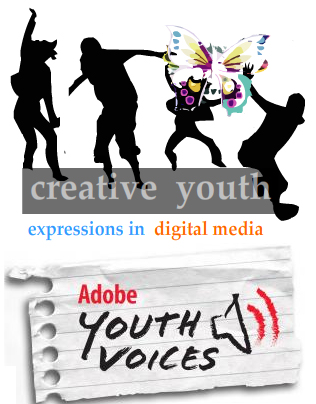 creative youth
expressions in digital media
Adobe
YOUTH
VOICES